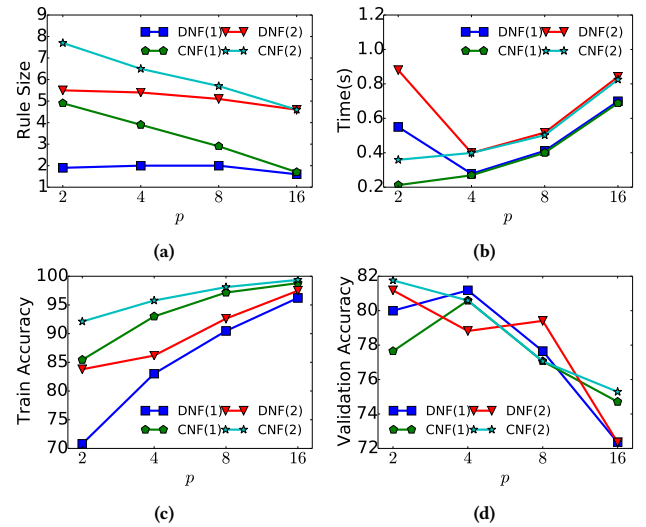 9
8
7
6
5
4
3
2
1
Rule Size
DNF(1) DNF(2)
CNF(1) CNF(2)
2 4 8 16
p
(a)
1.2
1.0
0.8
0.6
0.4
0.2
Time(s)
DNF(1) DNF(2)
CNF(1) CNF(2)
2 4 8 16
p
(b)
100
95
90
85
80
75
70
Train Accuracy
DNF(1) DNF(2)
CNF(1) CNF(2)
2 4 8 16
p
(c)
82
80
78
76
74
72
Validation Accuracy
DNF(1) DNF(2)
CNF(1) CNF(2)
2 4 8 16
p
(d)